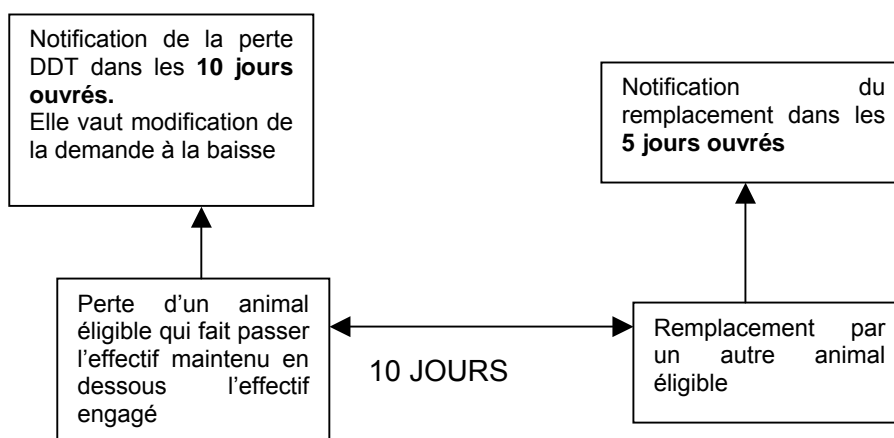 Notification de la perte
DDT dans les 10 jours
ouvrés.
Elle vaut modification de
la demande à la baisse
Notification du
remplacement dans les
5 jours ouvrés
Perte d'un animal
éligible qui fait passer
l'effectif maintenu en
dessous l'effectif
engagé
10 JOURS
Remplacement par
un autre animal
éligible